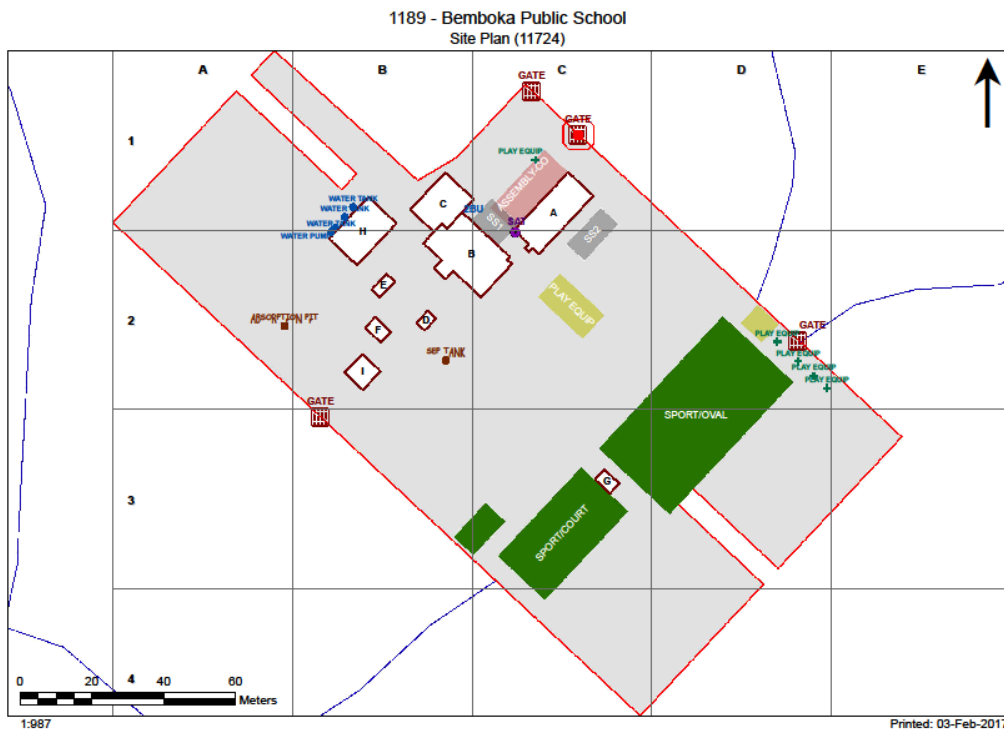 1189 - Bemboka Public School
Site Plan (11724)
A
B
C
D
E
GATE
GATE
1
PLAY EQUIP
ASSEMBLY-CO
WATER TANK
WATER TANK
WATER TANK
WATER PUMP
H
C
SS1
SAT
A
SS2
B
E
PLAY EQUIP
D
F
2
ABSORPTION PIT
SEP TANK
I
GATE
PLAY EQUIP
PLAY EQUIP
PLAY EQUIP
PLAY EQUIP
GATE
SPORT/OVAL
G
3
SPORT/COURT
0
20
4
40
60
Meters
1:987
Printed: 03-Feb-2017